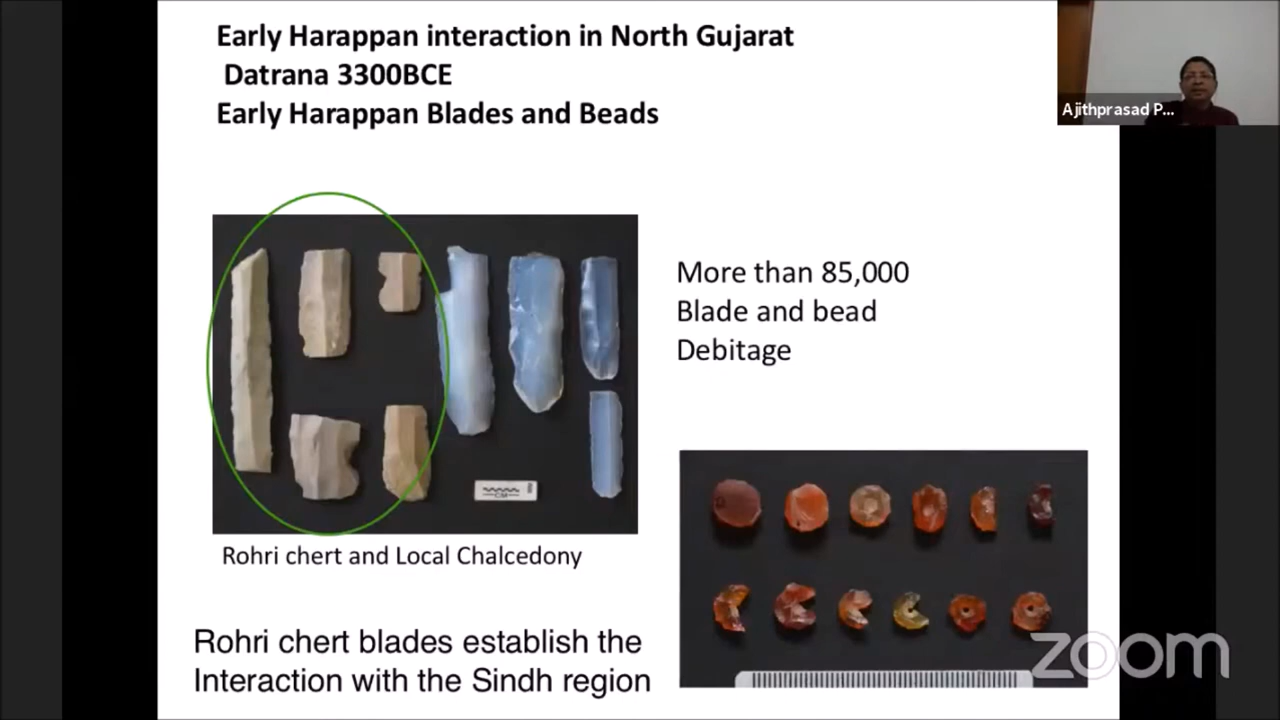 Early Harappan interaction in North Gujarat
Datrana 3300BCE
Early Harappan Blades and Beads
Ajithprasad P...
More than 85,000
Blade and bead
Debitage
CM
Rohri chert and Local Chalcedony
Rohri chert blades establish the
Interaction with the Sindh region
zoom